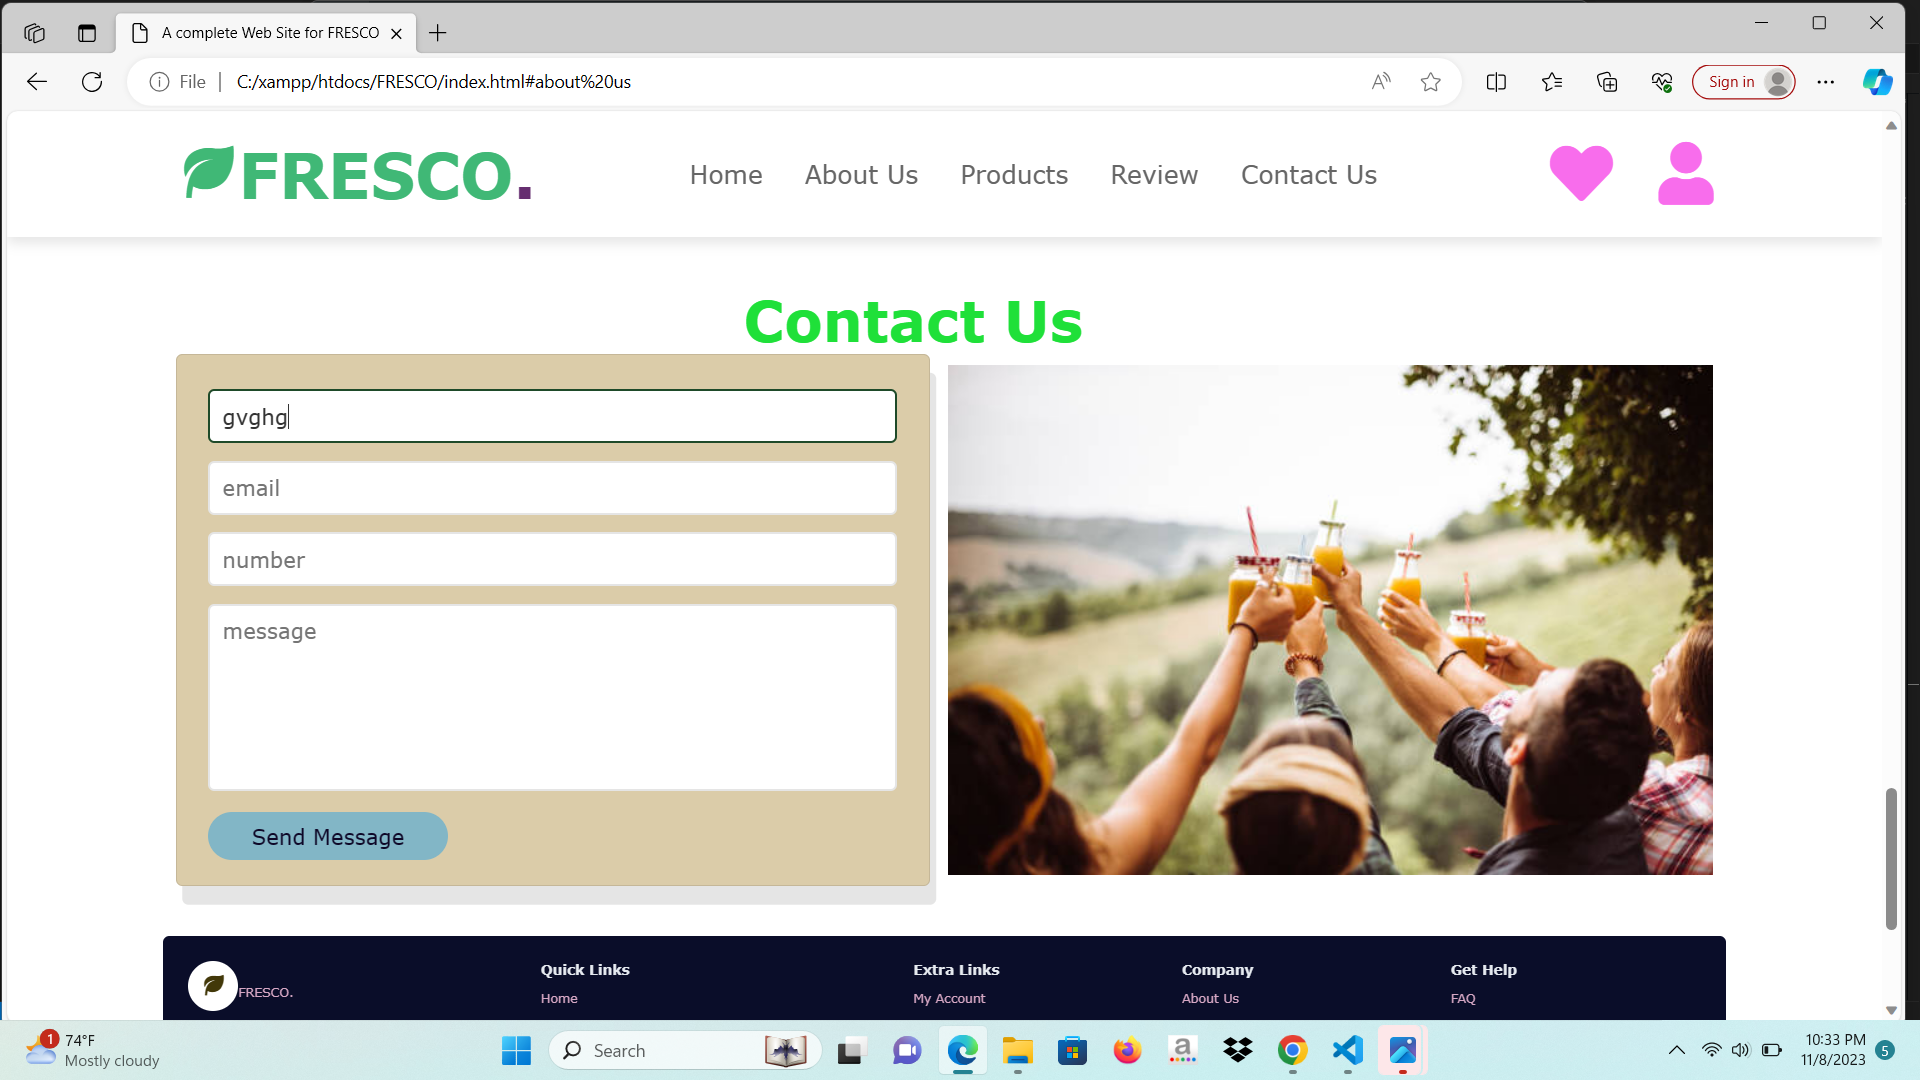 A complete Web Site for FRESCO
File
C:/xampp/htdocs/FRESCO/index.html#about%20us
Sign in
FRESCO.
Home
About Us
Products
Review
Contact Us
Contact Us
gvghg
email
number
message
Send Message
FRESCO.
Quick Links
Home
Extra Links
My Account
Company
About Us
Get Help
FAQ
1
74°F
Mostly cloudy
Search
a
10:33 PM
11/8/2023
5